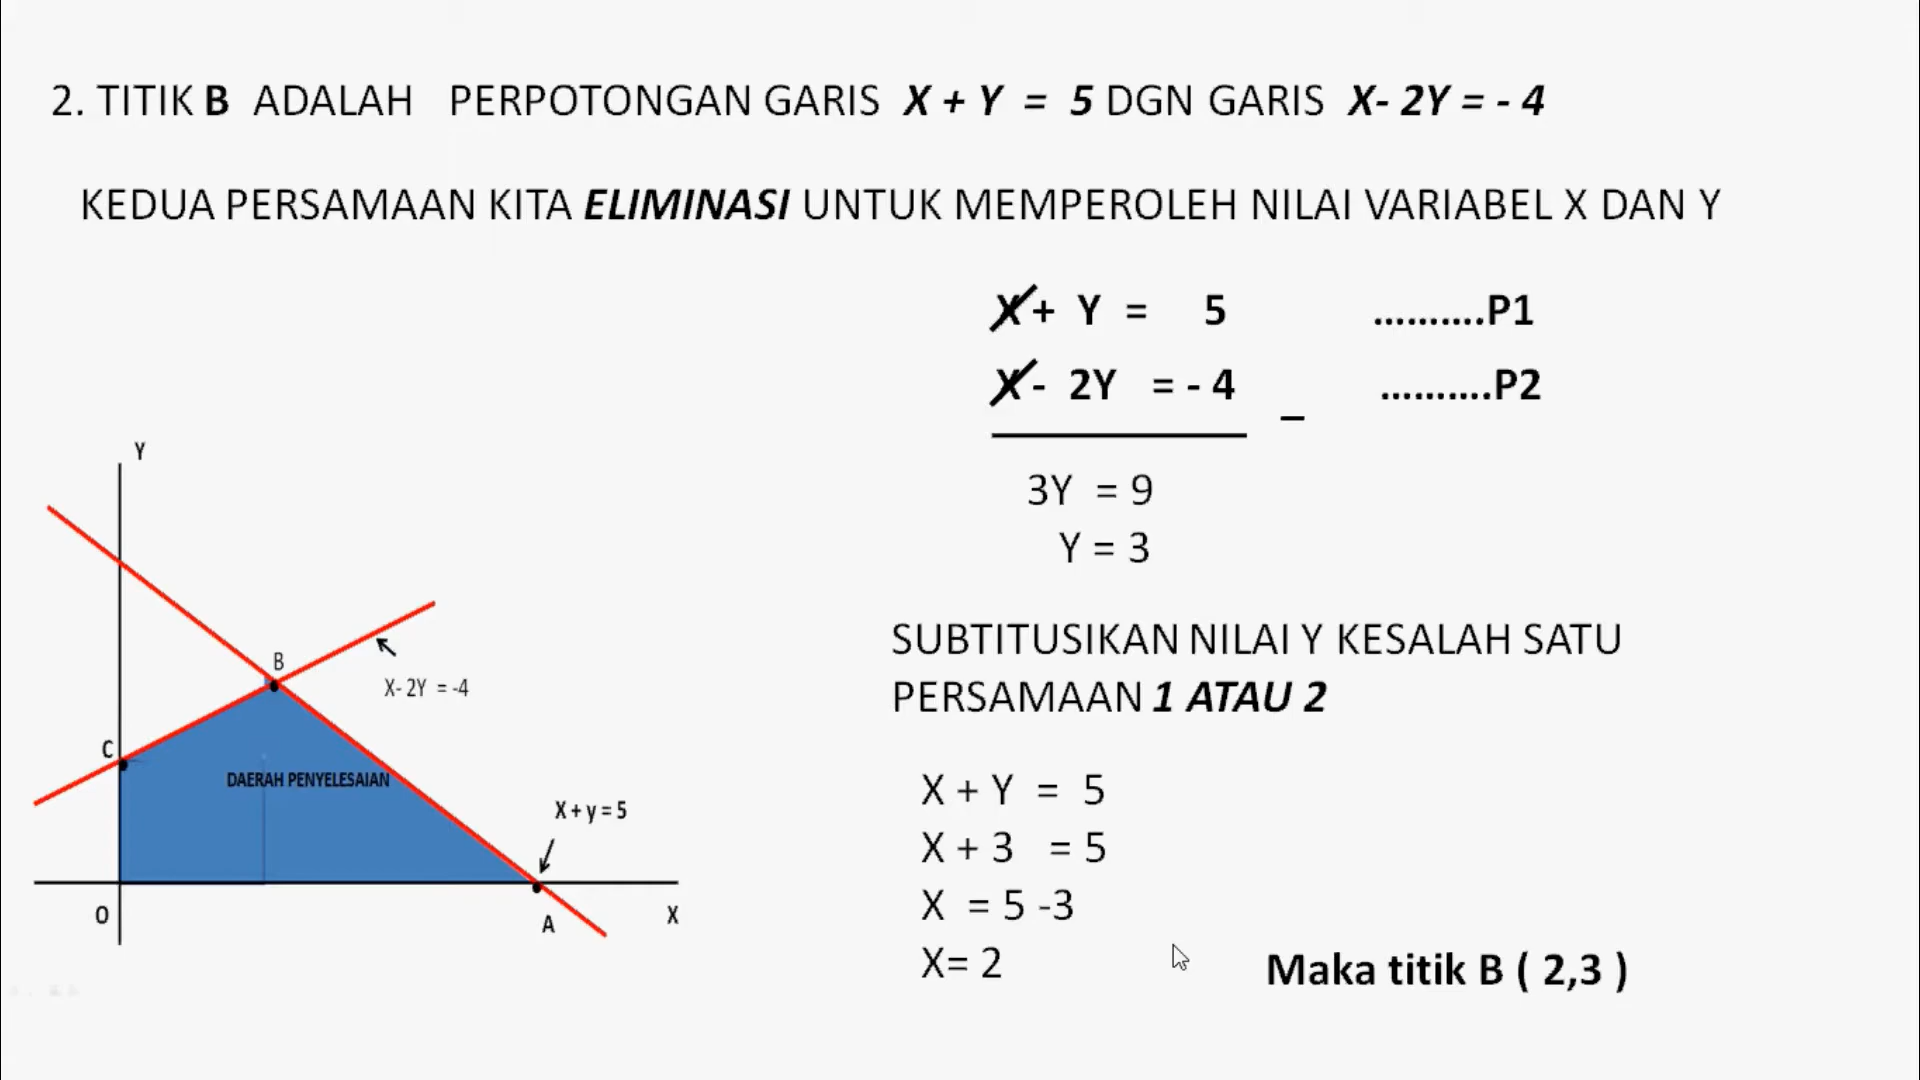 2. TITIK B ADALAH PERPOTONGAN GARIS X + Y = 5 DGN GARIS X- 2Y = - 4
KEDUA PERSAMAAN KITA ELIMINASI UNTUK MEMPEROLEH NILAI VARIABEL X DAN Y
X + Y = 5 ..........P1
X - 2Y = - 4 ..........P2
_
3Y = 9
Y = 3
SUBTITUSIKAN NILAI Y KESALAH SATU
PERSAMAAN 1 ATAU 2
X + Y = 5
X + 3 = 5
X = 5 -3
X= 2
Maka titik B ( 2,3 )
Y
B
X- 2Y = -4
C
DAERAH PENYELESAIAN
X + y = 5
O
A
X